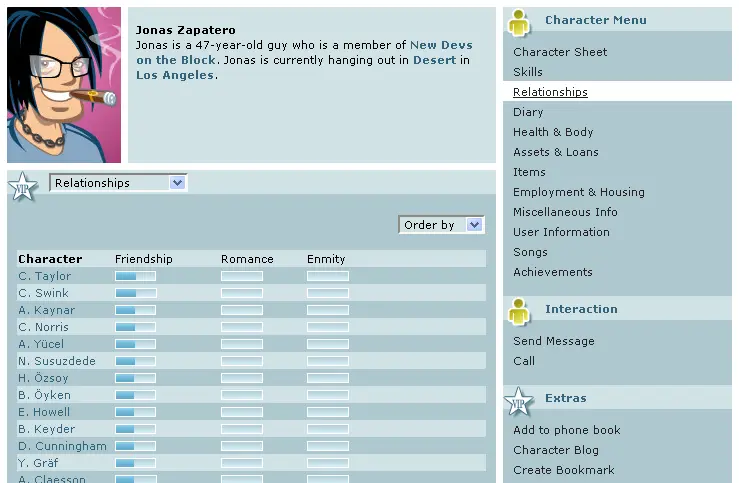 Jonas Zapatero
Jonas is a 47-year-old guy who is a member of New Devs
on the Block. Jonas is currently hanging out in Desert in
Los Angeles.
VIP
Relationships
Order by
Character Friendship Romance Enmity
C. Taylor
C. Swink
A. Kaynar
C. Norris
A. Yücel
N. Susuzdede
H. Özsoy
B. Öyken
E. Howell
B. Keyder
D. Cunningham
Y. Gräf
A. Claesson
Character Menu
Character Sheet
Skills
Relationships
Diary
Health & Body
Assets & Loans
Items
Employment & Housing
Miscellaneous Info
User Information
Songs
Achievements
Interaction
Send Message
Call
VIP
Extras
Add to phone book
Character Blog
Create Bookmark